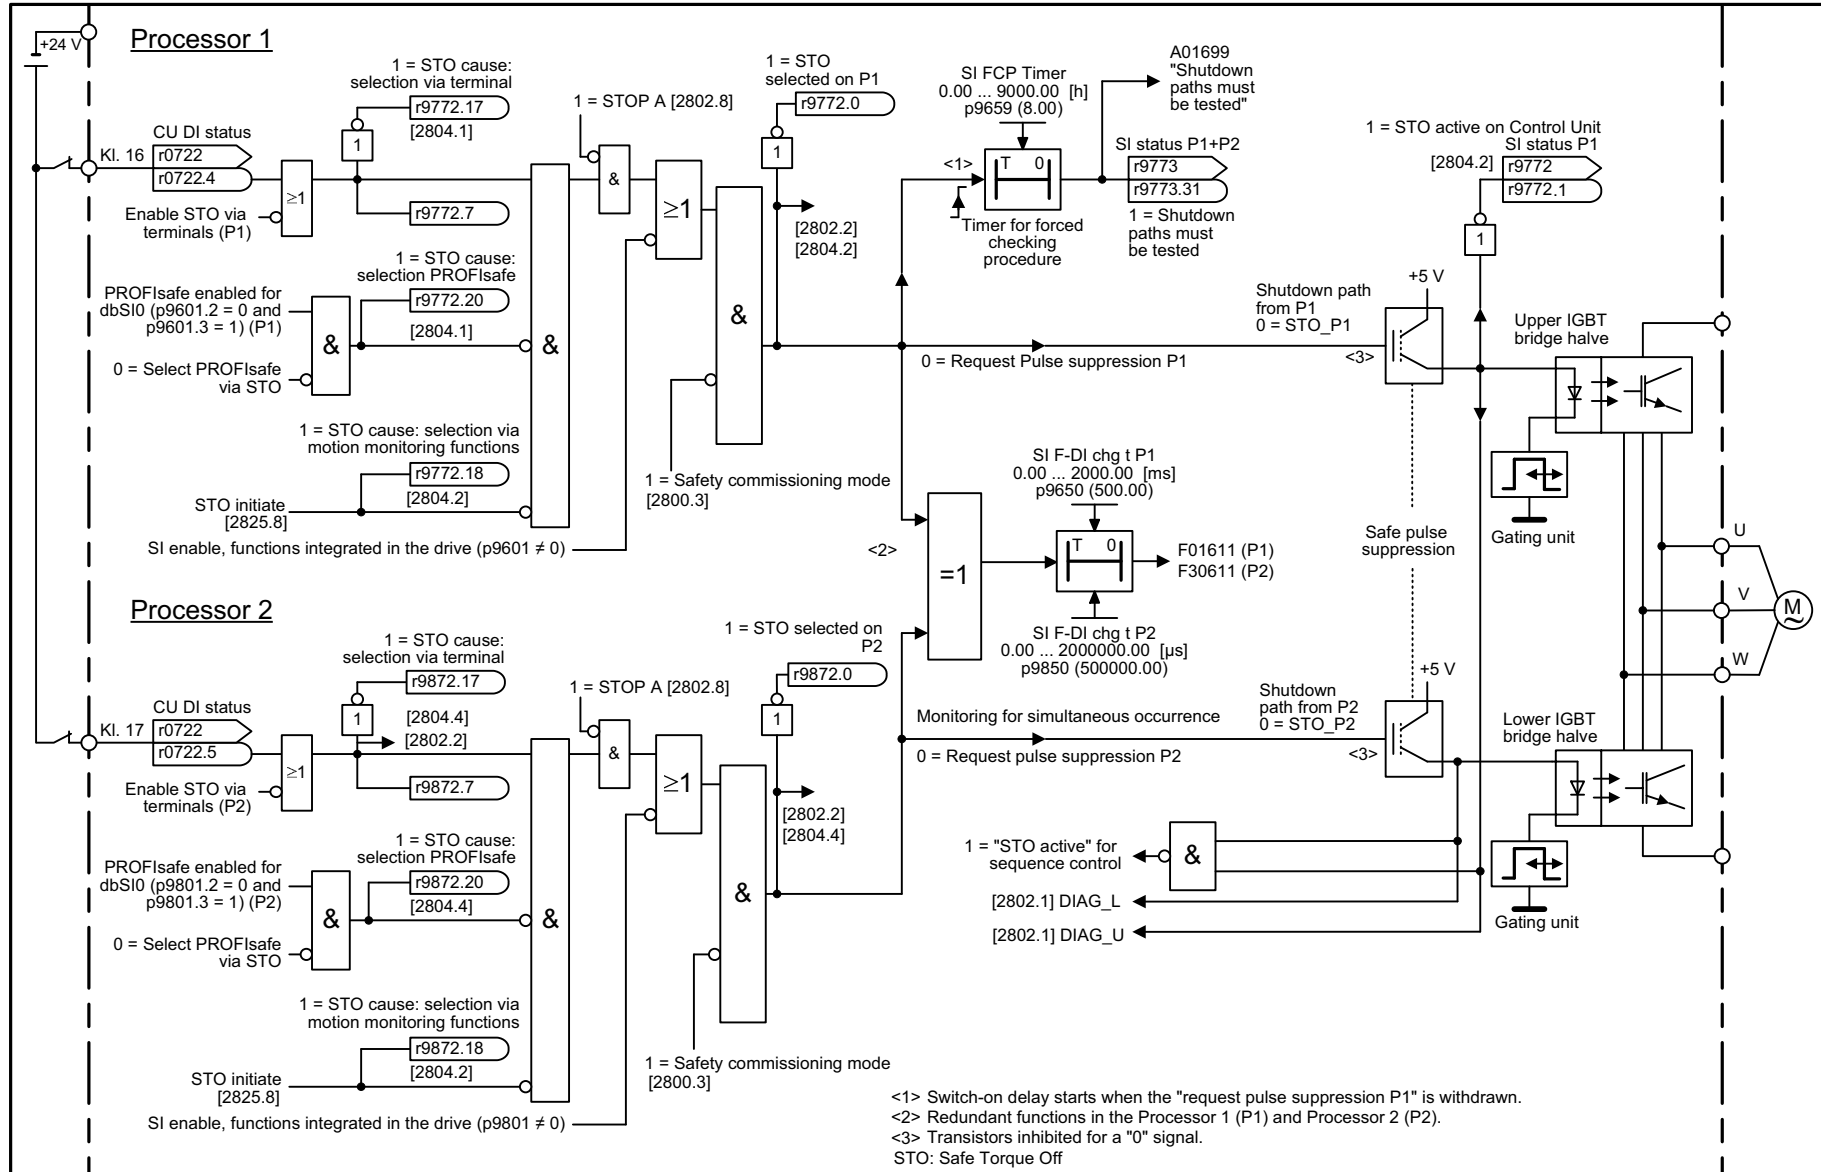 +24 V
Processor 1
1 = STO cause:
selection via terminal
r9772.17
[2804.1]
1
CU DI status
Kl. 16
r0722
r0722.4
≥1
Enable STO via
terminals (P1)
r9772.7
1 = STO cause:
selection PROFIsafe
r9772.20
[2804.1]
PROFIsafe enabled for
dbSI0 (p9601.2 = 0 and
p9601.3 = 1) (P1)
&
0 = Select PROFIsafe
via STO
1 = STO cause: selection via
motion monitoring functions
r9772.18
[2804.2]
STO initiate
[2825.8]
SI enable, functions integrated in the drive (p9601 ≠ 0)
&
1 = STOP A [2802.8]
&
≥1
1 = STO
selected on P1
r9772.0
1
[2802.2]
[2804.2]
&
1 = Safety commissioning mode
[2800.3]
SI FCP Timer
0.00 ... 9000.00 [h]
p9659 (8.00)
<1>
T 0
Timer for forced
checking
procedure
A01699
"Shutdown
paths must
be tested"
SI status P1+P2
r9773
r9773.31
1 = Shutdown
paths must
be tested
1 = STO active on Control Unit
SI status P1
[2804.2]
r9772
r9772.1
1
+5 V
Shutdown path
from P1
0 = STO_P1
<3>
0 = Request Pulse suppression P1
Upper IGBT
bridge halve
Gating unit
SI F-DI chg t P1
0.00 ... 2000.00 [ms]
p9650 (500.00)
<2>
=1
T 0
F01611 (P1)
F30611 (P2)
SI F-DI chg t P2
0.00 ... 2000000.00 [µs]
p9850 (500000.00)
Safe pulse
suppression
U
V
W
M
~
Processor 2
1 = STO cause:
selection via terminal
r9872.17
[2804.4]
[2802.2]
1
CU DI status
Kl. 17
r0722
r0722.5
≥1
Enable STO via
terminals (P2)
r9872.7
1 = STO cause:
selection PROFIsafe
r9872.20
[2804.4]
PROFIsafe enabled for
dbSI0 (p9801.2 = 0 and
p9801.3 = 1) (P2)
&
0 = Select PROFIsafe
via STO
1 = STO cause: selection via
motion monitoring functions
r9872.18
[2804.2]
STO initiate
[2825.8]
SI enable, functions integrated in the drive (p9801 ≠ 0)
&
1 = STOP A [2802.8]
&
≥1
1 = STO selected on
P2
r9872.0
1
[2802.2]
[2804.4]
&
1 = Safety commissioning mode
[2800.3]
Monitoring for simultaneous occurrence
0 = Request pulse suppression P2
+5 V
Shutdown
path from P2
0 = STO_P2
<3>
Lower IGBT
bridge halve
Gating unit
1 = "STO active" for
sequence control
&
[2802.1] DIAG_L
[2802.1] DIAG_U
<1> Switch-on delay starts when the "request pulse suppression P1" is withdrawn.
<2> Redundant functions in the Processor 1 (P1) and Processor 2 (P2).
<3> Transistors inhibited for a "0" signal.
STO: Safe Torque Off